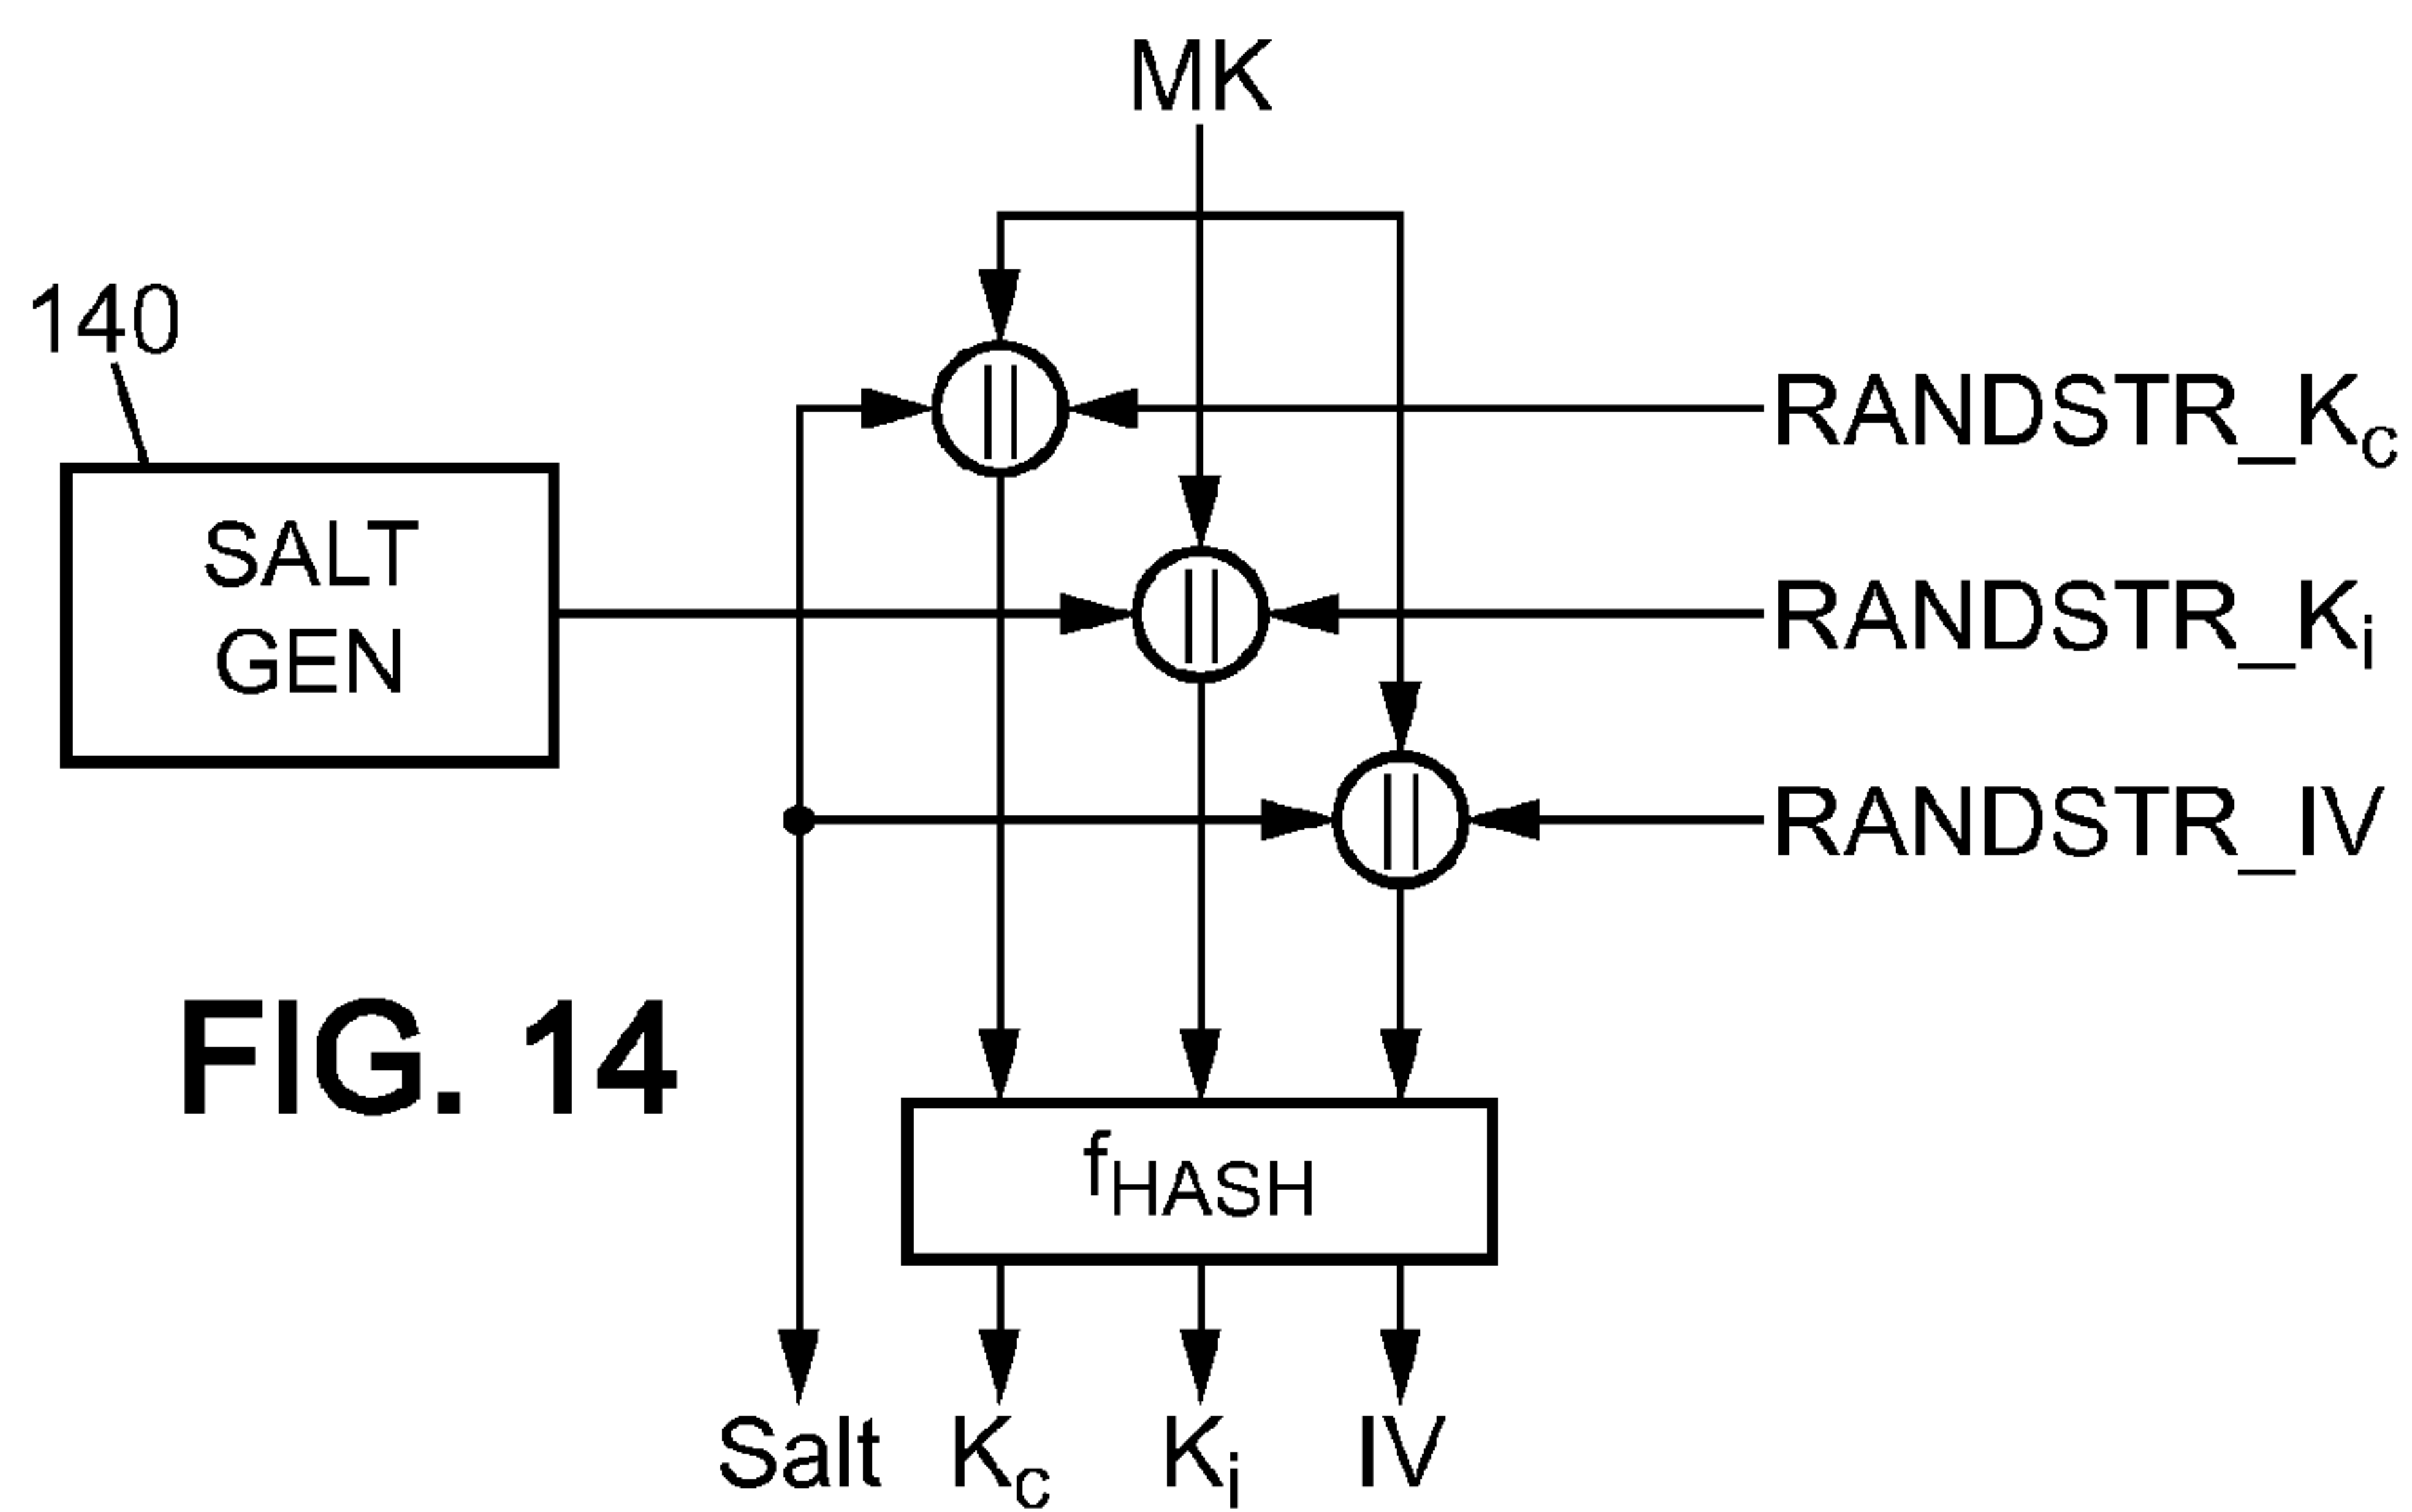 MK
140
SALT
GEN
||
RANDSTR_Kc
||
RANDSTR_Ki
||
RANDSTR_IV
FIG. 14
fHASH
Salt Kc Ki IV